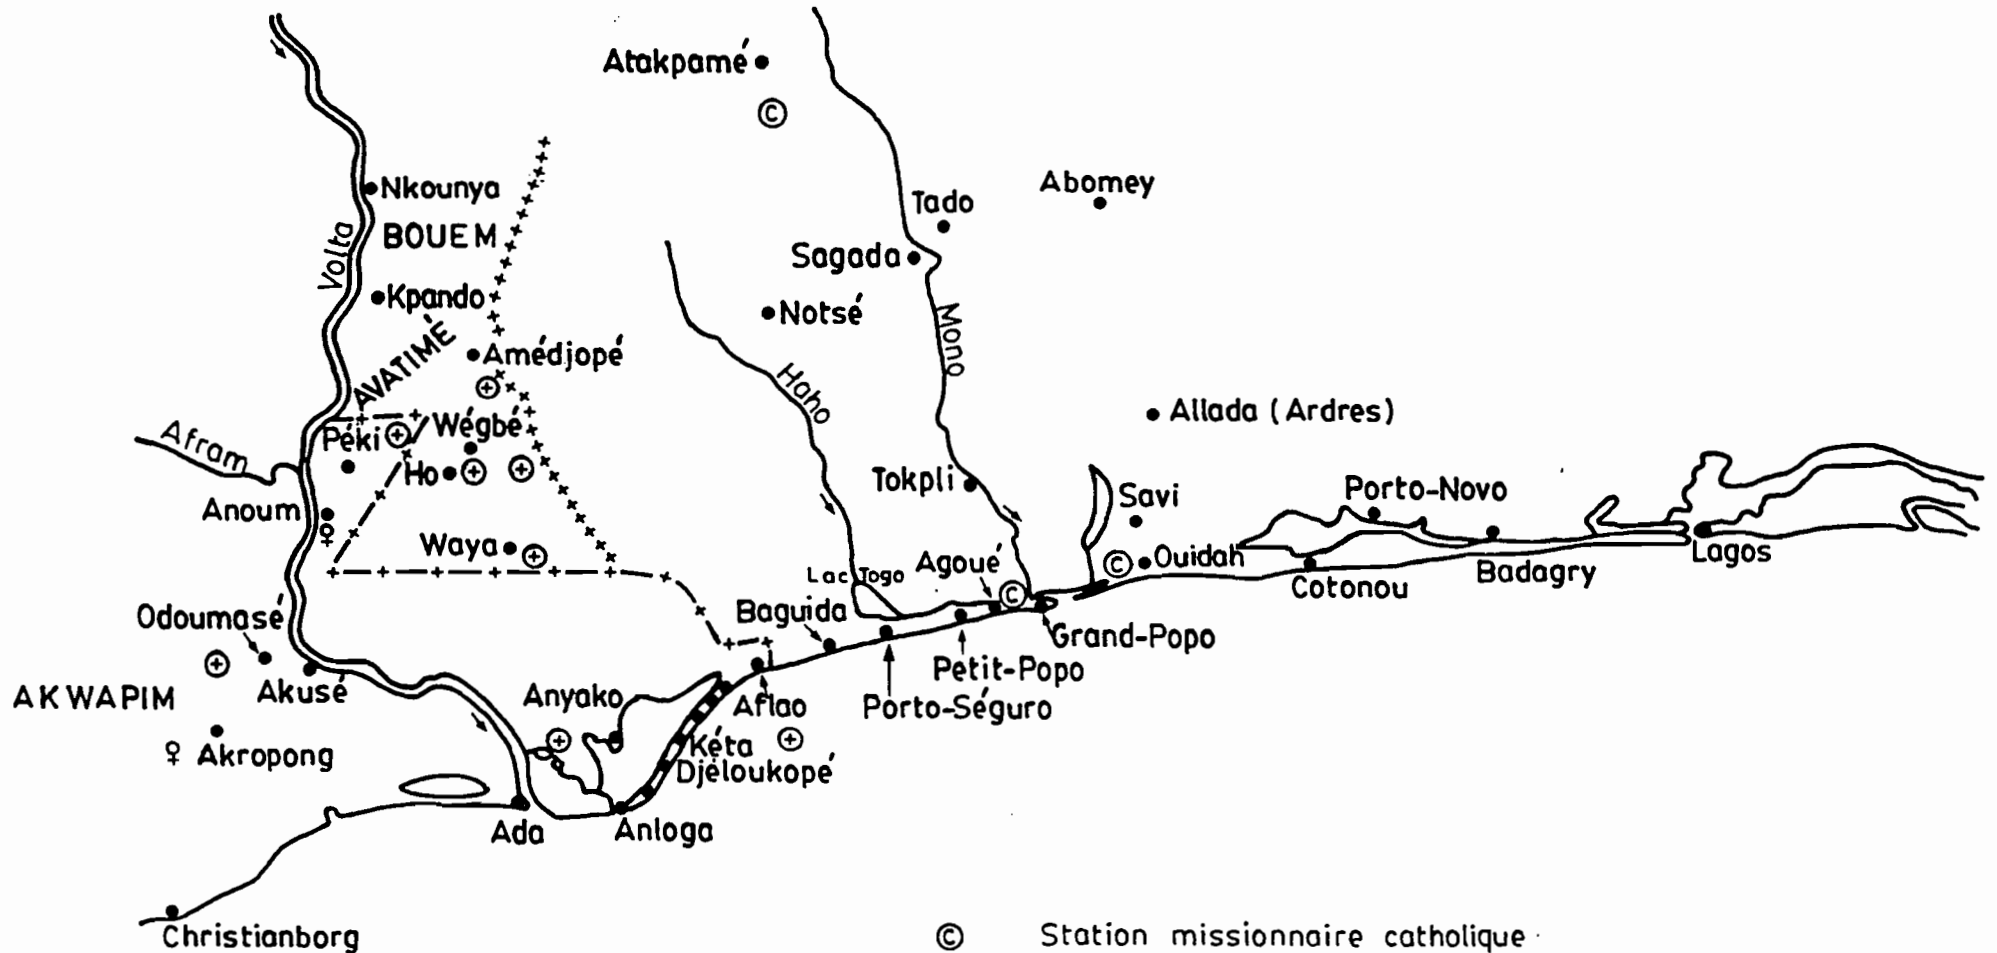 Atakpamé
©
Nkounya
Abomey
Tado
BOUEM
Volta
Sagada
Kpando
Notsé
Mono
AVATIMÉ
Amédjopé
Haho
Allada (Ardres)
Afram
Péki
Wégbé
Ho
Tokpli
Savi
Porto-Novo
Anoum
Waya
Agoué
©
Ouidah
Lagos
Lac Togo
Badagry
Cotonou
©
Odoumasé
Baguida
Grand-Popo
Petit-Popo
AKWAPIM
Akusé
Anyako
Aflao
Porto-Séguro
Akropong
Kéta
Djéloukopé
Ada
Anloga
Christianborg
© Station missionnaire catholique